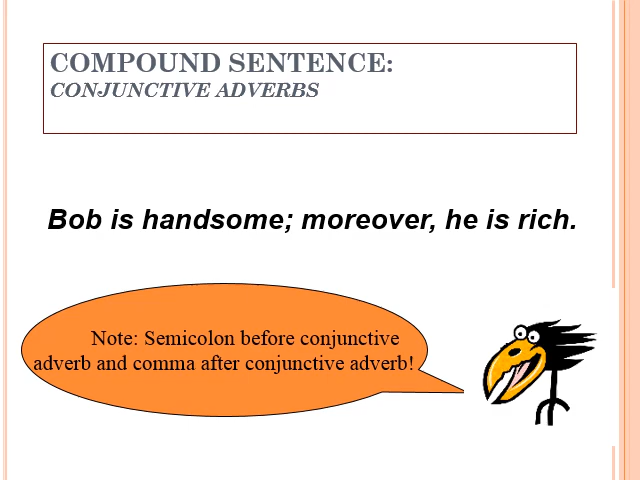 COMPOUND SENTENCE:
CONJUNCTIVE ADVERBS
Bob is handsome; moreover, he is rich.
Note: Semicolon before conjunctive
adverb and comma after conjunctive adverb!